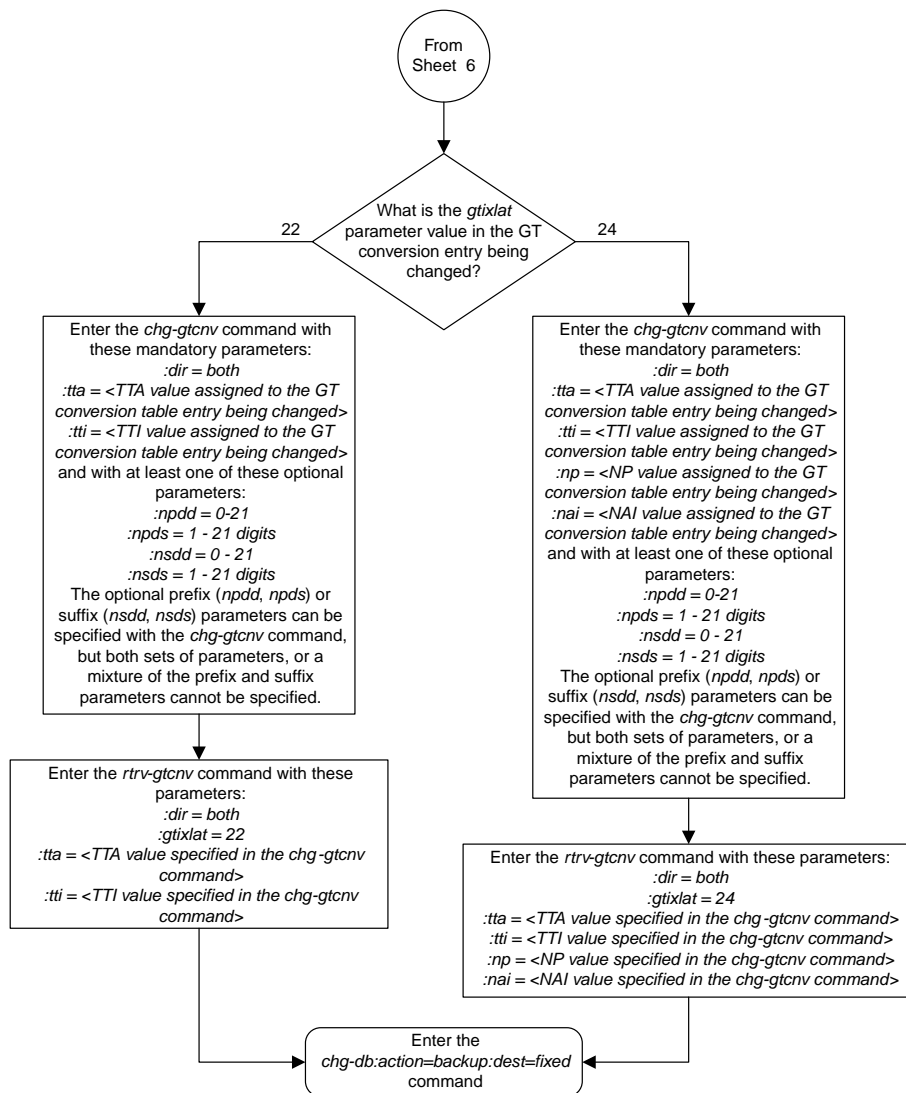 From
Sheet 6
What is the gtixlat
parameter value in the GT
conversion entry being
changed?
22
24
Enter the chg-gtcnv command with
these mandatory parameters:
:dir = both
:tta = <TTA value assigned to the GT
conversion table entry being changed>
:tti = <TTI value assigned to the GT
conversion table entry being changed>
and with at least one of these optional
parameters:
:npdd = 0-21
:npds = 1 - 21 digits
:nsdd = 0 - 21
:nsds = 1 - 21 digits
The optional prefix (npdd, npds) or
suffix (nsdd, nsds) parameters can be
specified with the chg-gtcnv command,
but both sets of parameters, or a
mixture of the prefix and suffix
parameters cannot be specified.
Enter the rtrv-gtcnv command with these
parameters:
:dir = both
:gtixlat = 22
:tta = <TTA value specified in the chg-gtcnv
command>
:tti = <TTI value specified in the chg-gtcnv
command>
Enter the chg-gtcnv command with
these mandatory parameters:
:dir = both
:tta = <TTA value assigned to the GT
conversion table entry being changed>
:tti = <TTI value assigned to the GT
conversion table entry being changed>
:np = <NP value assigned to the GT
conversion table entry being changed>
:nai = <NAI value assigned to the GT
conversion table entry being changed>
and with at least one of these optional
parameters:
:npdd = 0-21
:npds = 1 - 21 digits
:nsdd = 0 - 21
:nsds = 1 - 21 digits
The optional prefix (npdd, npds) or
suffix (nsdd, nsds) parameters can be
specified with the chg-gtcnv command,
but both sets of parameters, or a
mixture of the prefix and suffix
parameters cannot be specified.
Enter the rtrv-gtcnv command with these parameters:
:dir = both
:gtixlat = 24
:tta = <TTA value specified in the chg-gtcnv command>
:tti = <TTI value specified in the chg-gtcnv command>
:np = <NP value specified in the chg-gtcnv command>
:nai = <NAI value specified in the chg-gtcnv command>
Enter the
chg-db:action=backup:dest=fixed
command